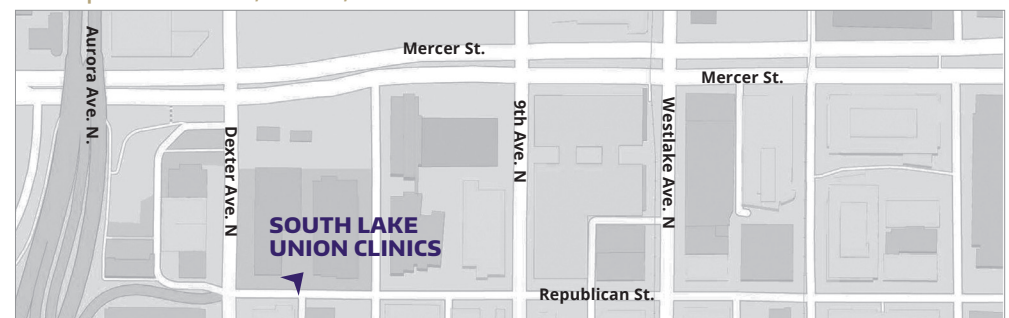 Mercer St.
Mercer St.
Aurora Ave. N.
Dexter Ave. N
9th Ave. N
Westlake Ave. N
SOUTH LAKE
UNION CLINICS
Republican St.